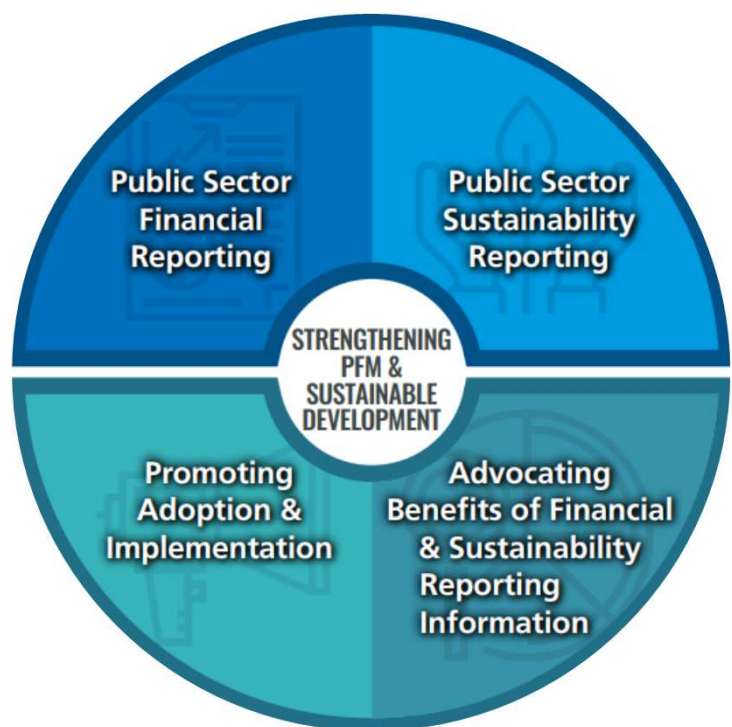 Public Sector
Financial
Reporting
Public Sector
Sustainability
Reporting
STRENGTHENING
PFM &
SUSTAINABLE
DEVELOPMENT
Promoting
Adoption &
Implementation
Advocating
Benefits of Financial
& Sustainability
Reporting
Information